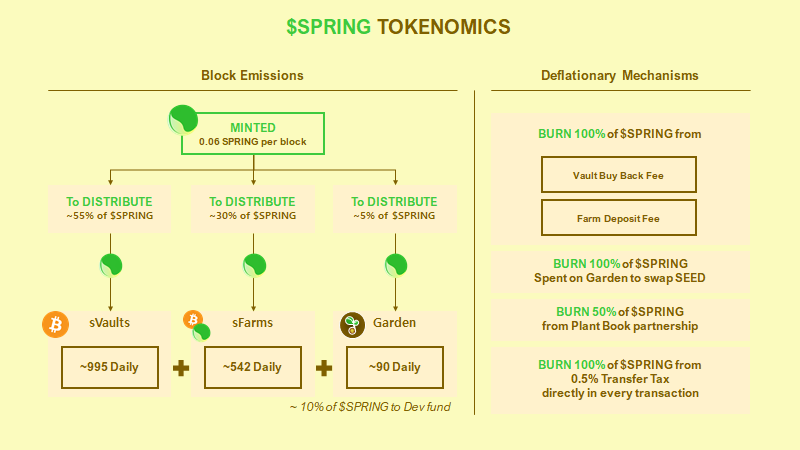 $SPRING TOKENOMICS
Block Emissions
MINTED
0.06 SPRING per block
To DISTRIBUTE
~55% of $SPRING
To DISTRIBUTE
~30% of $SPRING
To DISTRIBUTE
~5% of $SPRING
sVaults
~995 Daily
sFarms
~542 Daily
Garden
~90 Daily
~ 10% of $SPRING to Dev fund
Deflationary Mechanisms
BURN 100% of $SPRING from
Vault Buy Back Fee
Farm Deposit Fee
BURN 100% of $SPRING
Spent on Garden to swap SEED
BURN 50% of $SPRING
from Plant Book partnership
BURN 100% of $SPRING from
0.5% Transfer Tax
directly in every transaction